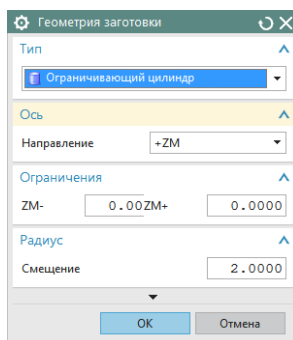 Геометрия заготовки
Тип
Ограничивающий цилиндр
Ось
Направление +ZM
Ограничения
ZM- 0.00 ZM+ 0.0000
Радиус
Смещение 2.0000
OK Отмена